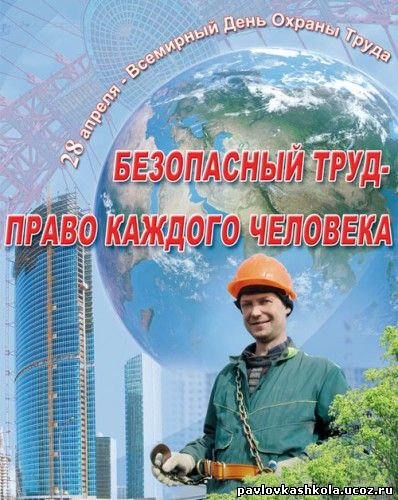 28 апреля - Всемирный День Охраны Труда
БЕЗОПАСНЫЙ ТРУД-
ПРАВО КАЖДОГО ЧЕЛОВЕКА
pavlovkashkola.ucoz.ru